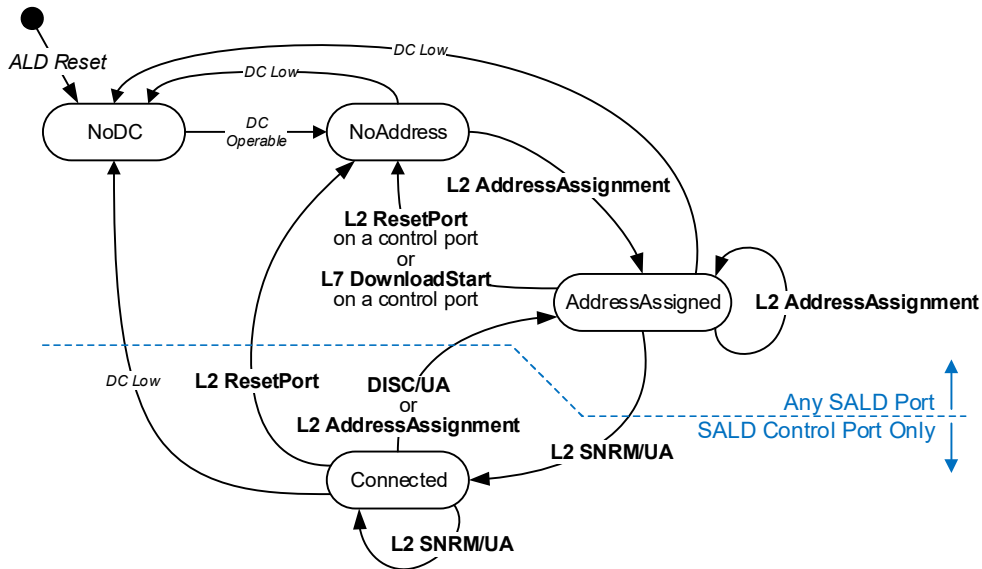 ALD Reset
DC Low
DC Low
NoDC
DC
Operable
NoAddress
L2 AddressAssignment
L2 ResetPort
on a control port
or
L7 DownloadStart
on a control port
AddressAssigned
L2 AddressAssignment
DC Low
L2 ResetPort
DISC/UA
or
L2 AddressAssignment
Any SALD Port
SALD Control Port Only
L2 SNRM/UA
Connected
L2 SNRM/UA